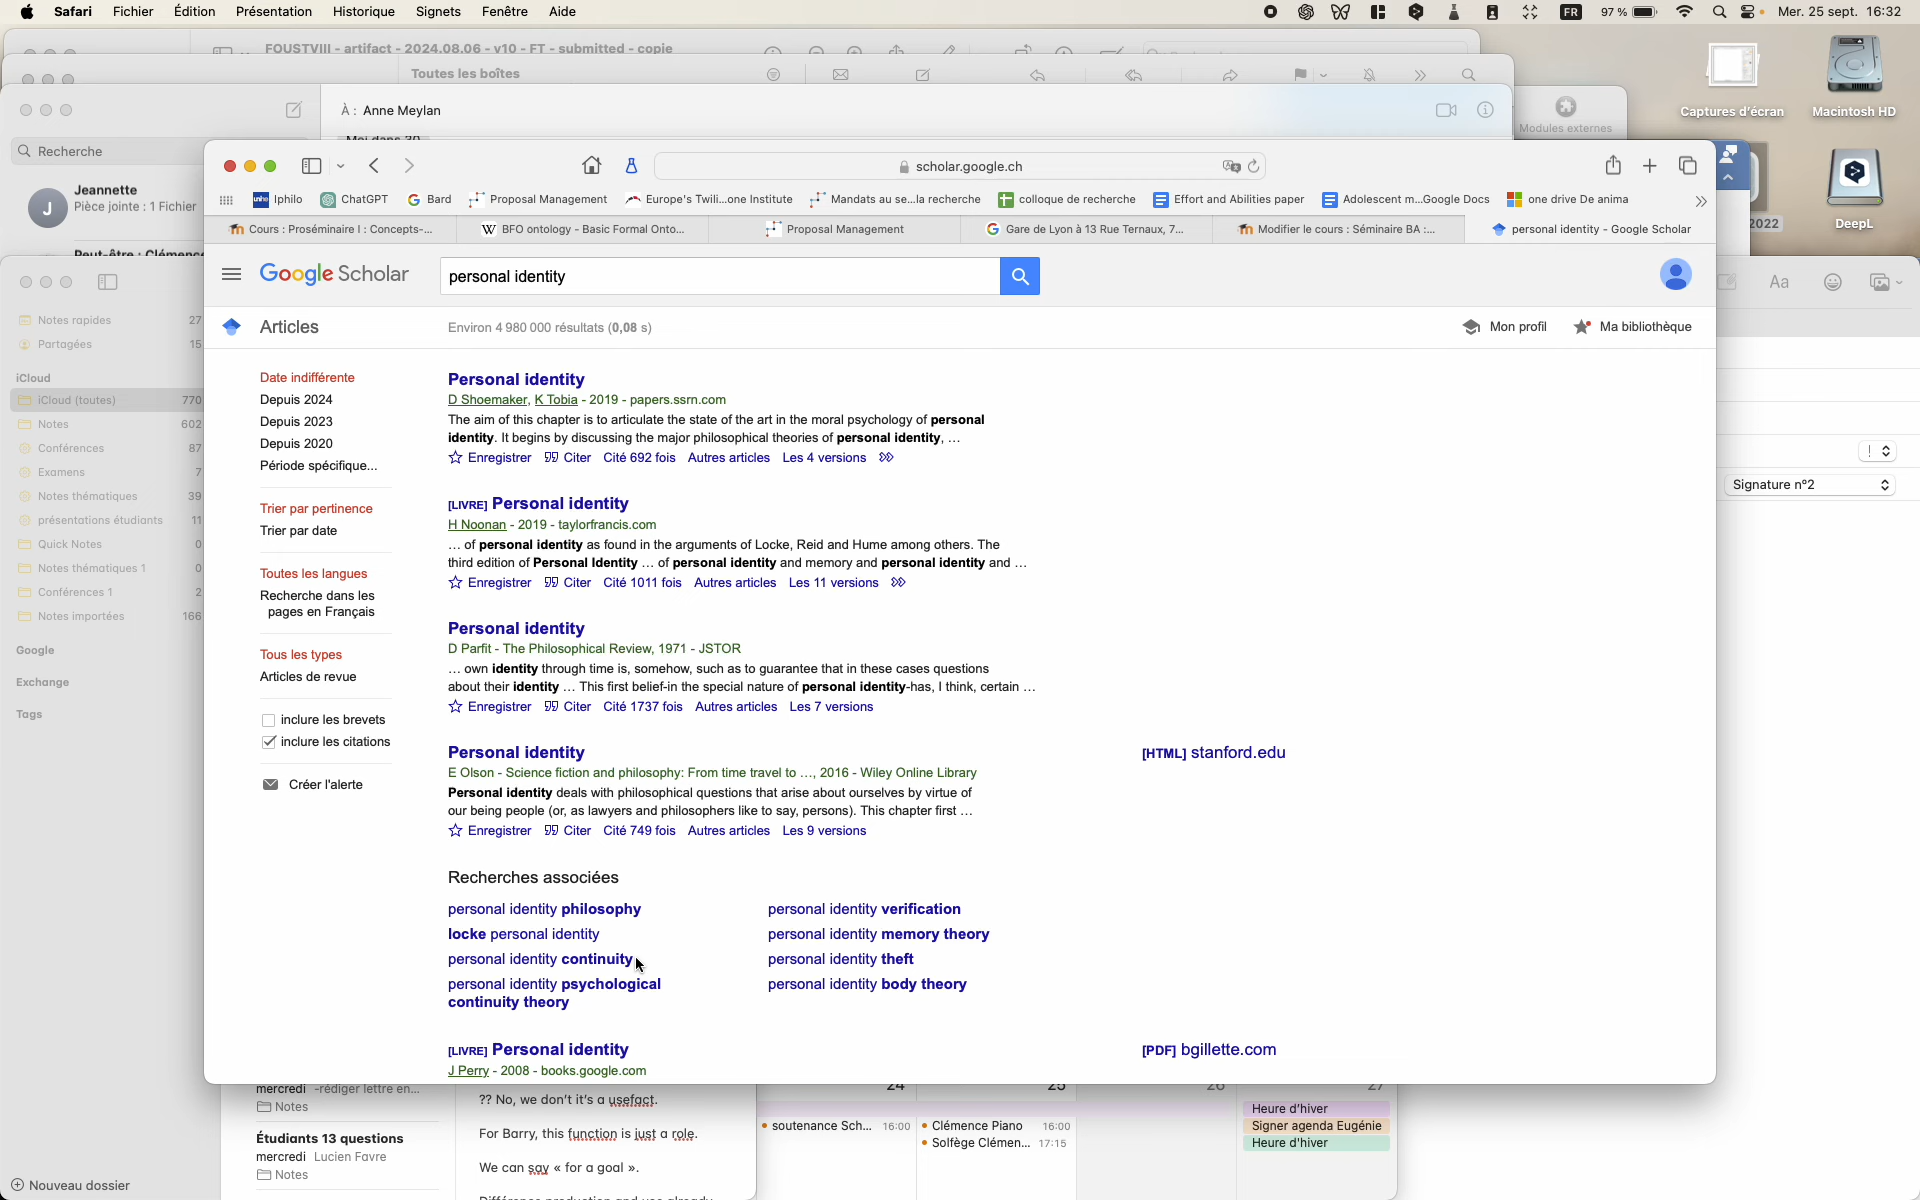 Safari Fichier Édition Présentation Historique Signets Fenêtre Aide
FR 97 % Mer. 25 sept. 16:32
FOUSTVIII - artifact - 2024.08.06 - v10 - FT - submitted - copie
Toutes les boîtes
À : Anne Meylan
Captures d'écran
Macintosh HD
Modules externes
Recherche
Jeannette
Pièce jointe : 1 Fichier
J
2022
DeepL
scholar.google.ch
Iphilo ChatGPT Bard Proposal Management Europe's Twili...one Institute Mandats au se...la recherche colloque de recherche Effort and Abilities paper Adolescent m...Google Docs one drive De anima
Cours : Proséminaire I : Concepts-... BFO ontology - Basic Formal Onto... Proposal Management Gare de Lyon à 13 Rue Ternaux, 7... Modifier le cours : Séminaire BA :... personal identity - Google Scholar
Google Scholar
personal identity
Articles
Environ 4 980 000 résultats (0,08 s)
Mon profil
Ma bibliothèque
Notes rapides 27
Partagées 15
iCloud
iCloud (toutes) 770
Notes 602
Conférences 87
Examens 7
Notes thématiques 39
présentations étudiants 11
Quick Notes 0
Notes thématiques 1 0
Conférences 1 2
Notes importées 166
Google
Exchange
Tags
Nouveau dossier
Date indifférente
Depuis 2024
Depuis 2023
Depuis 2020
Période spécifique...
Trier par pertinence
Trier par date
Toutes les langues
Recherche dans les
pages en Français
Tous les types
Articles de revue
inclure les brevets
inclure les citations
Créer l'alerte
Personal identity
D Shoemaker, K Tobia - 2019 - papers.ssrn.com
The aim of this chapter is to articulate the state of the art in the moral psychology of personal
identity. It begins by discussing the major philosophical theories of personal identity, …
Enregistrer Citer Cité 692 fois Autres articles Les 4 versions
[LIVRE] Personal identity
H Noonan - 2019 - taylorfrancis.com
… of personal identity as found in the arguments of Locke, Reid and Hume among others. The
third edition of Personal Identity … of personal identity and memory and personal identity and …
Enregistrer Citer Cité 1011 fois Autres articles Les 11 versions
Personal identity
D Parfit - The Philosophical Review, 1971 - JSTOR
… own identity through time is, somehow, such as to guarantee that in these cases questions
about their identity … This first belief-in the special nature of personal identity-has, I think, certain …
Enregistrer Citer Cité 1737 fois Autres articles Les 7 versions
Personal identity
[HTML] stanford.edu
E Olson - Science fiction and philosophy: From time travel to …, 2016 - Wiley Online Library
Personal identity deals with philosophical questions that arise about ourselves by virtue of
our being people (or, as lawyers and philosophers like to say, persons). This chapter first …
Enregistrer Citer Cité 749 fois Autres articles Les 9 versions
Recherches associées
personal identity philosophy
locke personal identity
personal identity continuity
personal identity psychological
continuity theory
personal identity verification
personal identity memory theory
personal identity theft
personal identity body theory
[LIVRE] Personal identity
[PDF] bgillette.com
J Perry - 2008 - books.google.com
Aa
!
Signature n°2
mercredi -rédiger lettre en...
Notes
Étudiants 13 questions
mercredi Lucien Favre
Notes
?? No, we don't it's a usefact.
For Barry, this function is just a role.
We can say « for a goal ».
24 25 26 27
soutenance Sch... 16:00
Clémence Piano 16:00
Solfège Clémen... 17:15
Heure d'hiver
Signer agenda Eugénie
Heure d'hiver